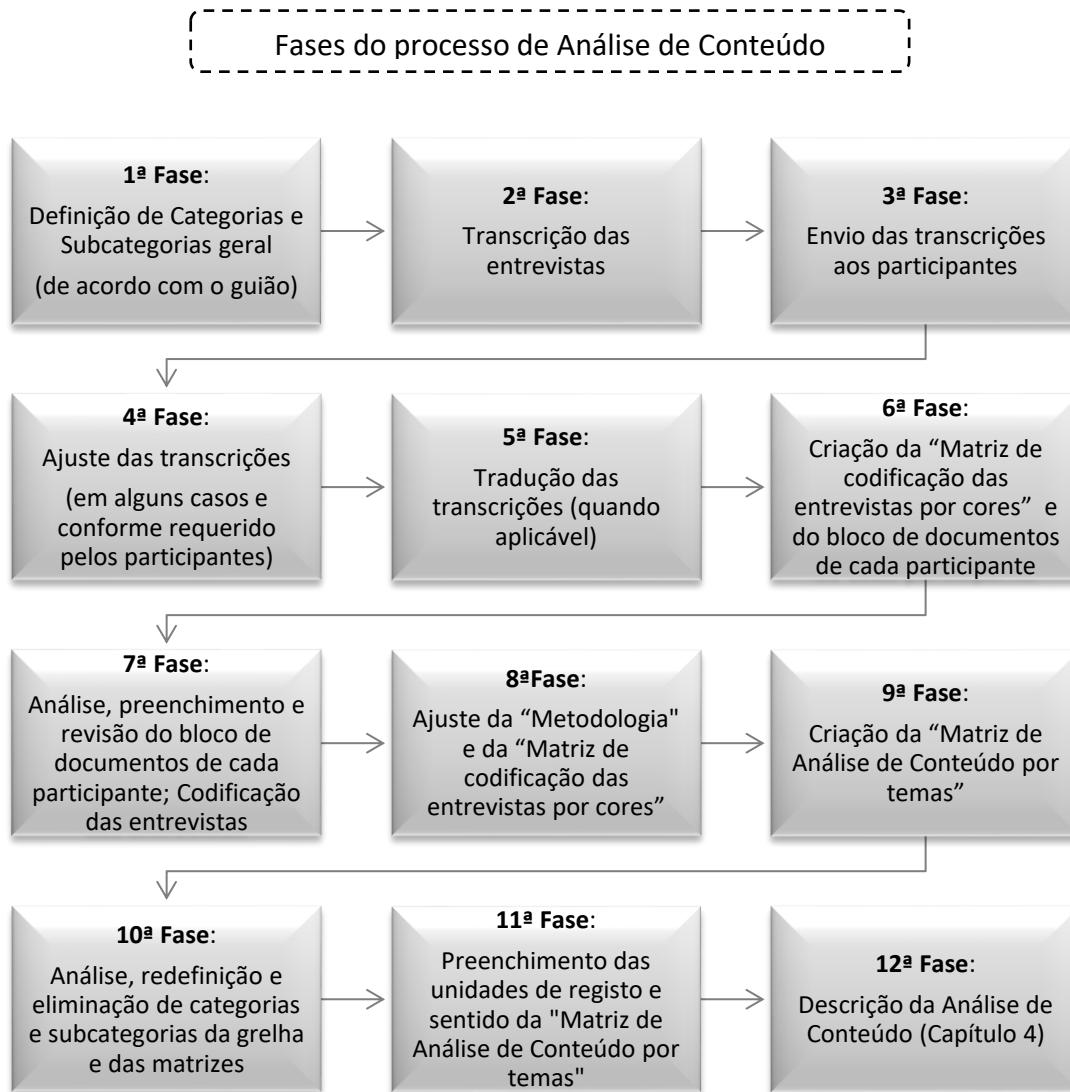 Fases do processo de Análise de Conteúdo
1ª Fase:
Definição de Categorias e
Subcategorias geral
(de acordo com o guião)
2ª Fase:
Transcrição das
entrevistas
3ª Fase:
Envio das transcrições
aos participantes
4ª Fase:
Ajuste das transcrições
(em alguns casos e
conforme requerido
pelos participantes)
5ª Fase:
Tradução das
transcrições (quando
aplicável)
6ª Fase:
Criação da “Matriz de
codificação das
entrevistas por cores” e
do bloco de documentos
de cada participante
7ª Fase:
Análise, preenchimento e
revisão do bloco de
documentos de cada
participante; Codificação
das entrevistas
8ªFase:
Ajuste da “Metodologia"
e da “Matriz de
codificação das
entrevistas por cores”
9ª Fase:
Criação da “Matriz de
Análise de Conteúdo por
temas”
10ª Fase:
Análise, redefinição e
eliminação de categorias
e subcategorias da grelha
e das matrizes
11ª Fase:
Preenchimento das
unidades de registo e
sentido da "Matriz de
Análise de Conteúdo por
temas"
12ª Fase:
Descrição da Análise de
Conteúdo (Capítulo 4)